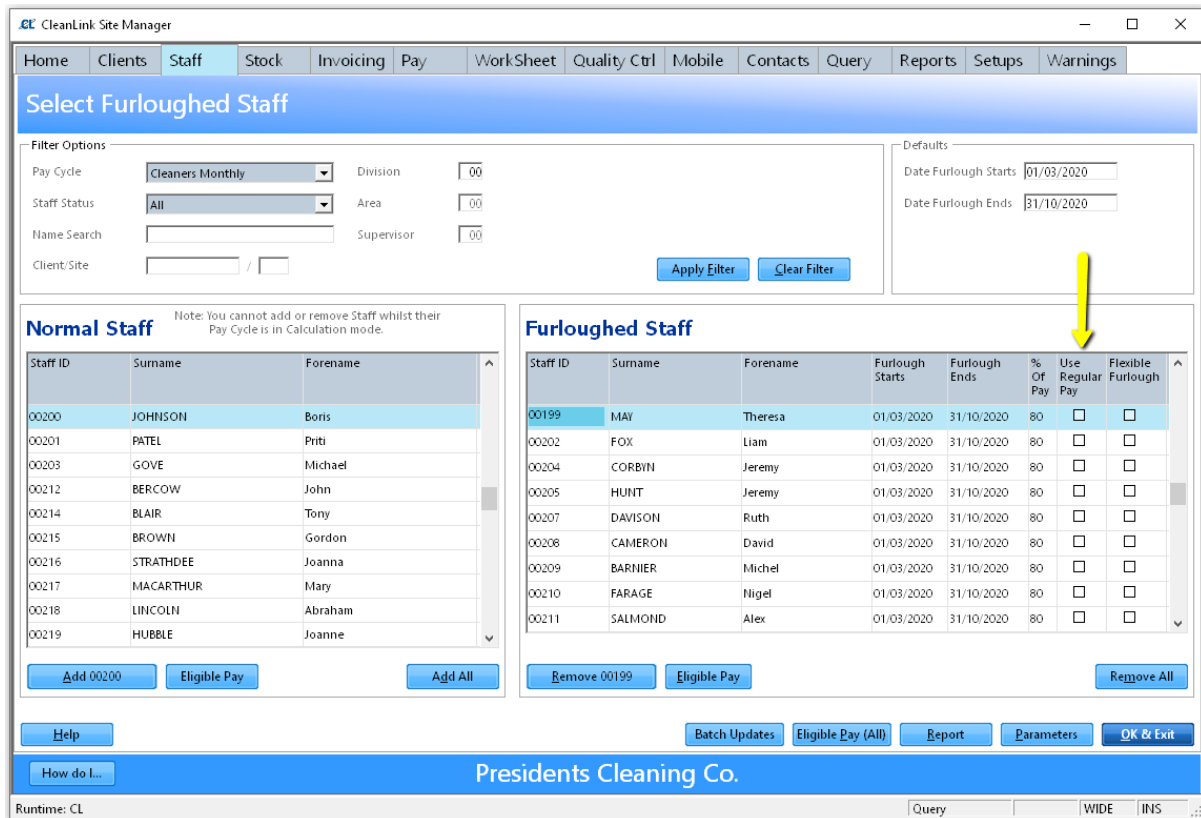 CL CleanLink Site Manager
Home Clients Staff Stock Invoicing Pay WorkSheet Quality Ctrl Mobile Contacts Query Reports Setups Warnings
Select Furloughed Staff
Filter Options
Pay Cycle Cleaners Monthly Division 00
Staff Status All Area 00
Name Search Supervisor 00
Client/Site /
Apply Filter Clear Filter
Defaults
Date Furlough Starts 01/03/2020
Date Furlough Ends 31/10/2020
Normal Staff
Note: You cannot add or remove Staff whilst their
Pay Cycle is in Calculation mode.
Staff ID Surname Forename
00200 JOHNSON Boris
00201 PATEL Priti
00203 GOVE Michael
00212 BERCOW John
00214 BLAIR Tony
00215 BROWN Gordon
00216 STRATHDEE Joanna
00217 MACARTHUR Mary
00218 LINCOLN Abraham
00219 HUBBLE Joanne
Add 00200 Eligible Pay Add All
Furloughed Staff
Staff ID Surname Forename Furlough Starts Furlough Ends % Of Pay Use Regular Pay Flexible Furlough
00199 MAY Theresa 01/03/2020 31/10/2020 80
00202 FOX Liam 01/03/2020 31/10/2020 80
00204 CORBYN Jeremy 01/03/2020 31/10/2020 80
00205 HUNT Jeremy 01/03/2020 31/10/2020 80
00207 DAVISON Ruth 01/03/2020 31/10/2020 80
00208 CAMERON David 01/03/2020 31/10/2020 80
00209 BARNIER Michel 01/03/2020 31/10/2020 80
00210 FARAGE Nigel 01/03/2020 31/10/2020 80
00211 SALMOND Alex 01/03/2020 31/10/2020 80
Remove 00199 Eligible Pay Remove All
Help Batch Updates Eligible Pay (All) Report Parameters OK & Exit
How do I... Presidents Cleaning Co.
Runtime: CL Query WIDE INS